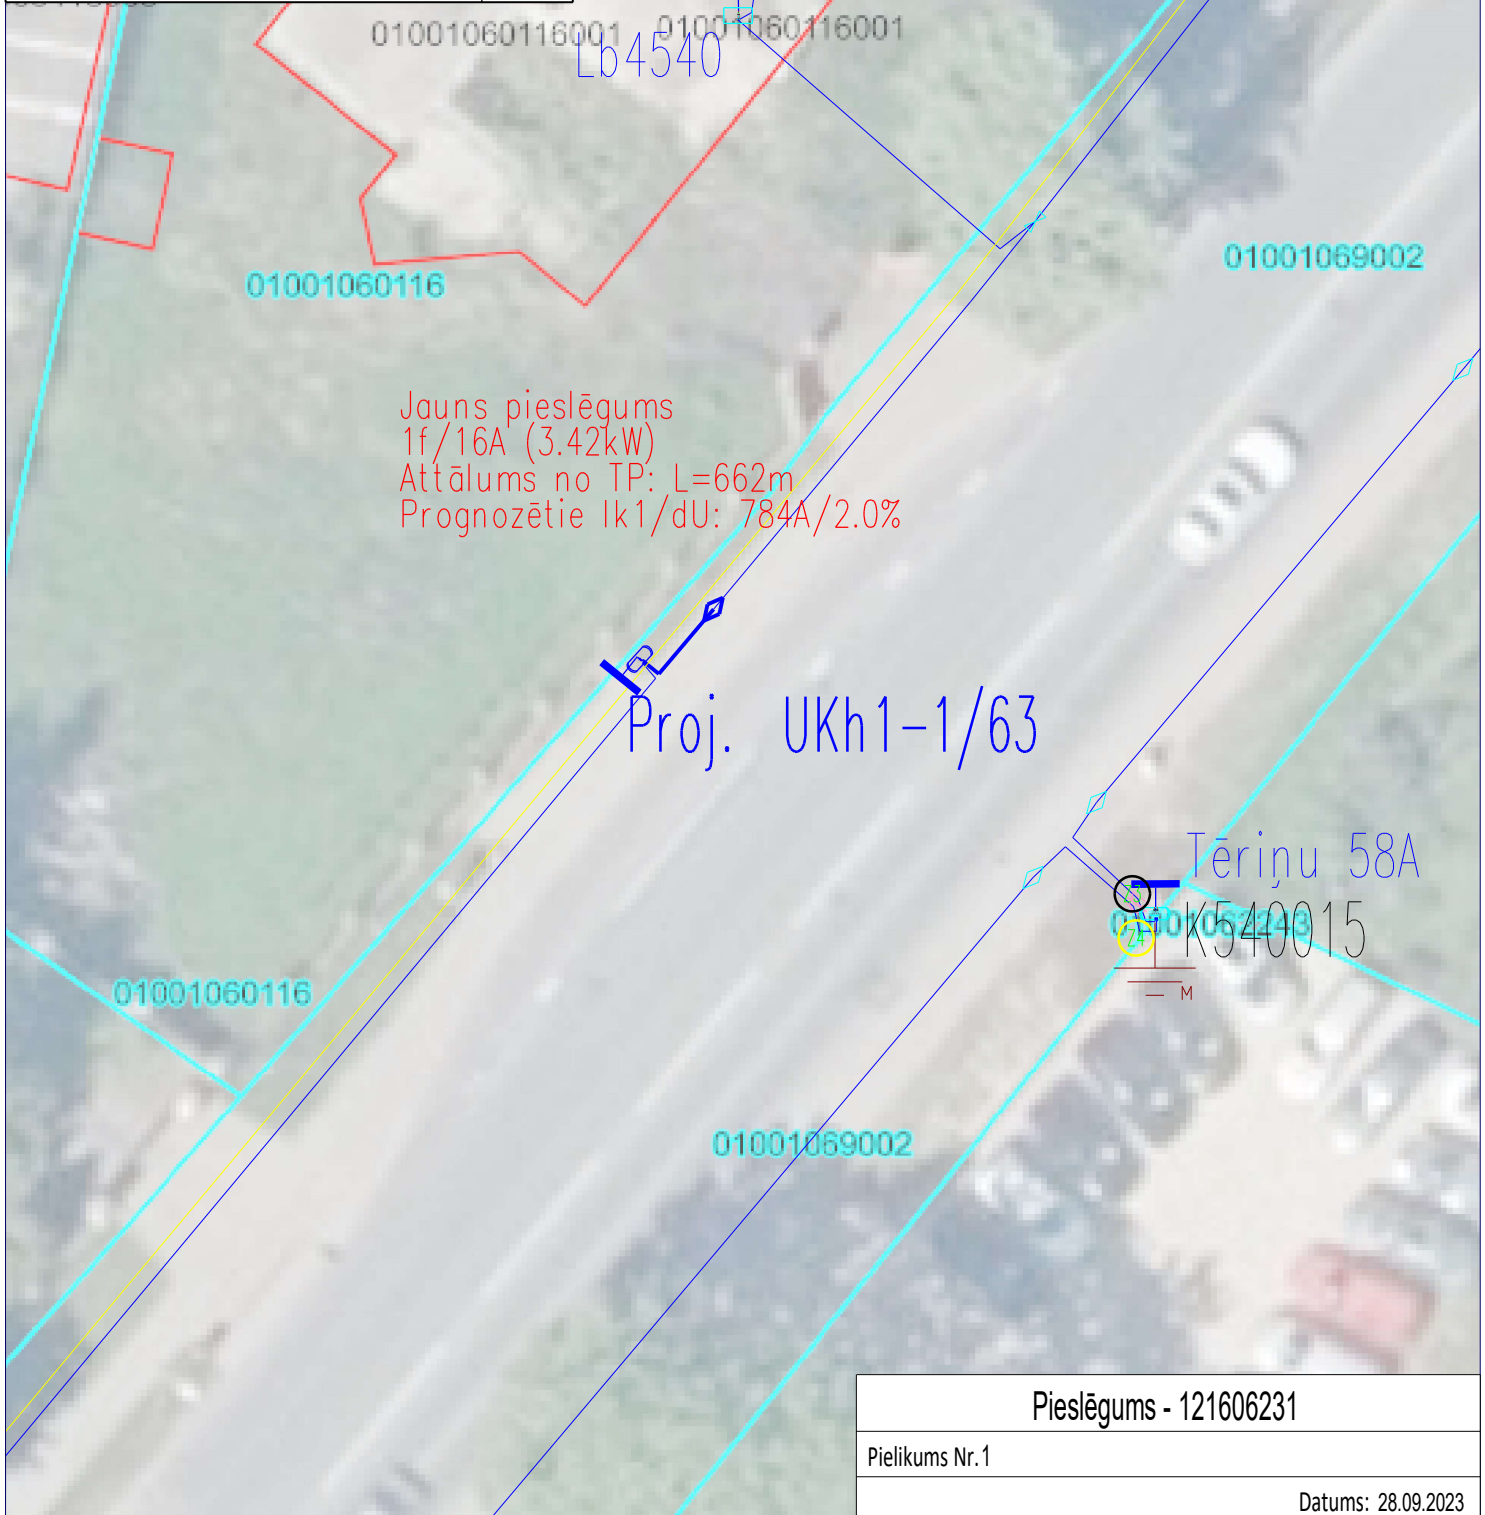 01001060116001
01001060116001
Lb4540
01001069002
01001060116
Jauns pieslēgums
1f/16A (3.42kW)
Attālums no TP: L=662m
Prognozētie Ik1/dU: 784A/2.0%
Proj. UKh1-1/63
Tēriņu 58A
01001062243
K540015
24
M
01001060116
01001069002
Pieslēgums - 121606231
Pielikums Nr.1
Datums: 28.09.2023